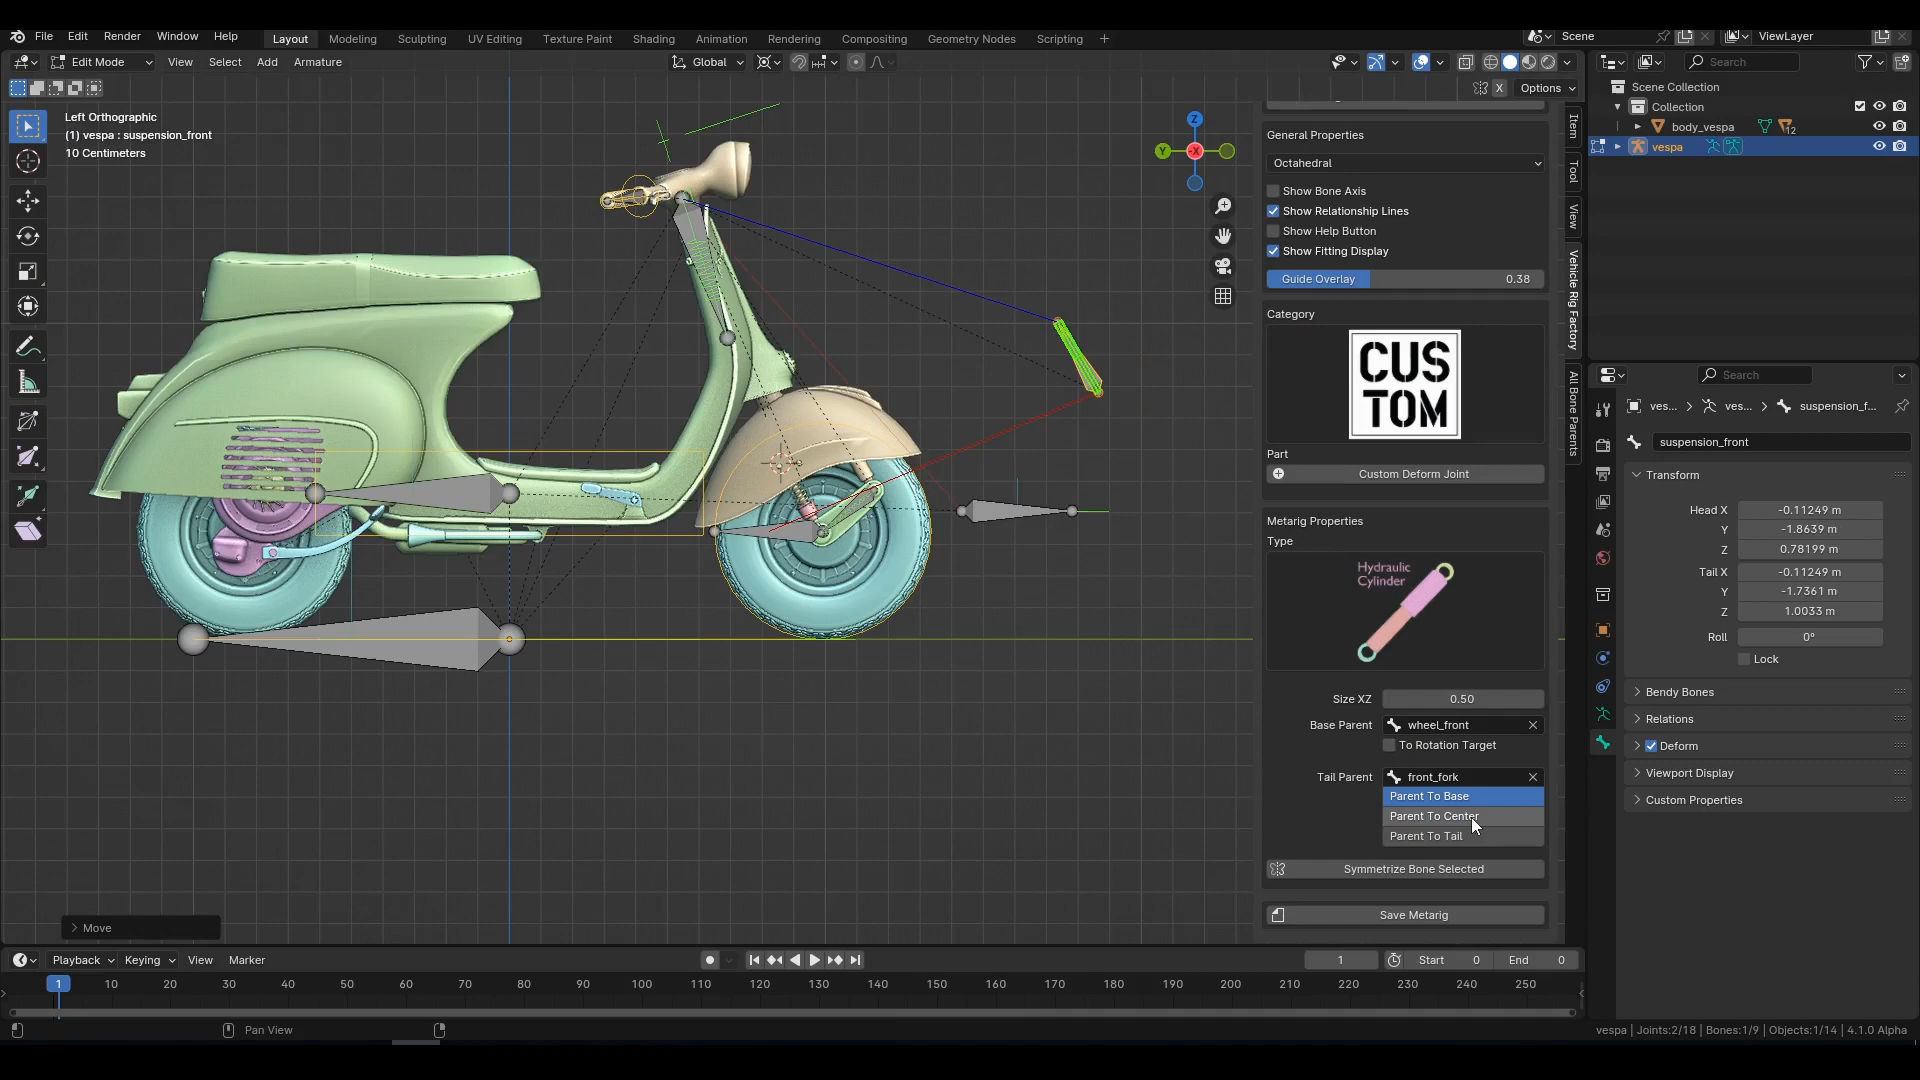 File Edit Render Window Help
Layout Modeling Sculpting UV Editing Texture Paint Shading Animation Rendering Compositing Geometry Nodes Scripting +
Scene
ViewLayer
Edit Mode View Select Add Armature
Global
Search
X Options
Left Orthographic
(1) vespa : suspension_front
10 Centimeters
Z
Y
-X
Scene Collection
Collection
body_vespa
12
vespa
Item
Tool
View
Vehicle Rig Factory
All Bone Parents
General Properties
Octahedral
Show Bone Axis
Show Relationship Lines
Show Help Button
Show Fitting Display
Guide Overlay 0.38
Category
CUS
TOM
Part
Custom Deform Joint
Metarig Properties
Type
Hydraulic
Cylinder
Size XZ 0.50
Base Parent wheel_front
To Rotation Target
Tail Parent front_fork
Parent To Base
Parent To Center
Parent To Tail
Symmetrize Bone Selected
Save Metarig
Search
ves... ves... suspension_f...
suspension_front
Transform
Head X -0.11249 m
Y -1.8639 m
Z 0.78199 m
Tail X -0.11249 m
Y -1.7361 m
Z 1.0033 m
Roll 0°
Lock
Bendy Bones
Relations
Deform
Viewport Display
Custom Properties
Move
Playback Keying View Marker
1 Start 0 End 0
1 10 20 30 40 50 60 70 80 90 100 110 120 130 140 150 160 170 180 190 200 210 220 230 240 250
Pan View
vespa | Joints:2/18 | Bones:1/9 | Objects:1/14 | 4.1.0 Alpha